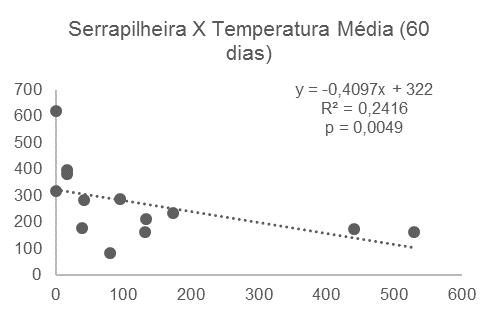 Serrapilheira X Temperatura Média (60
dias)
y = -0,4097x + 322
R² = 0,2416
p = 0,0049
700
600
500
400
300
200
100
0
0 100 200 300 400 500 600